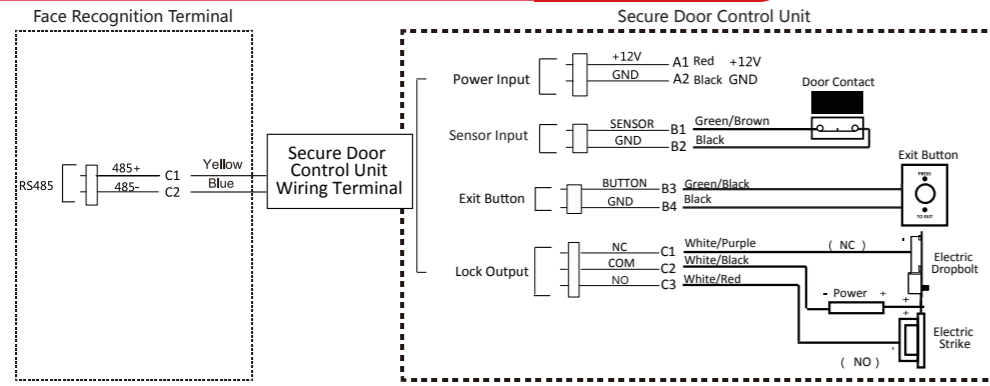 Face Recognition Terminal
Secure Door Control Unit
RS485
485+ C1 Yellow
485- C2 Blue
Secure Door
Control Unit
Wiring Terminal
Power Input
+12V A1 Red +12V
GND A2 Black GND
Door Contact
Sensor Input
SENSOR B1 Green/Brown
GND B2 Black
Exit Button
Exit Button
BUTTON B3 Green/Black
GND B4 Black
PRESS
TO EXIT
Lock Output
NC C1 White/Purple ( NC )
COM C2 White/Black
NO C3 White/Red
Electric
Dropbolt
- Power + +
+
Electric
Strike
-
( NO )